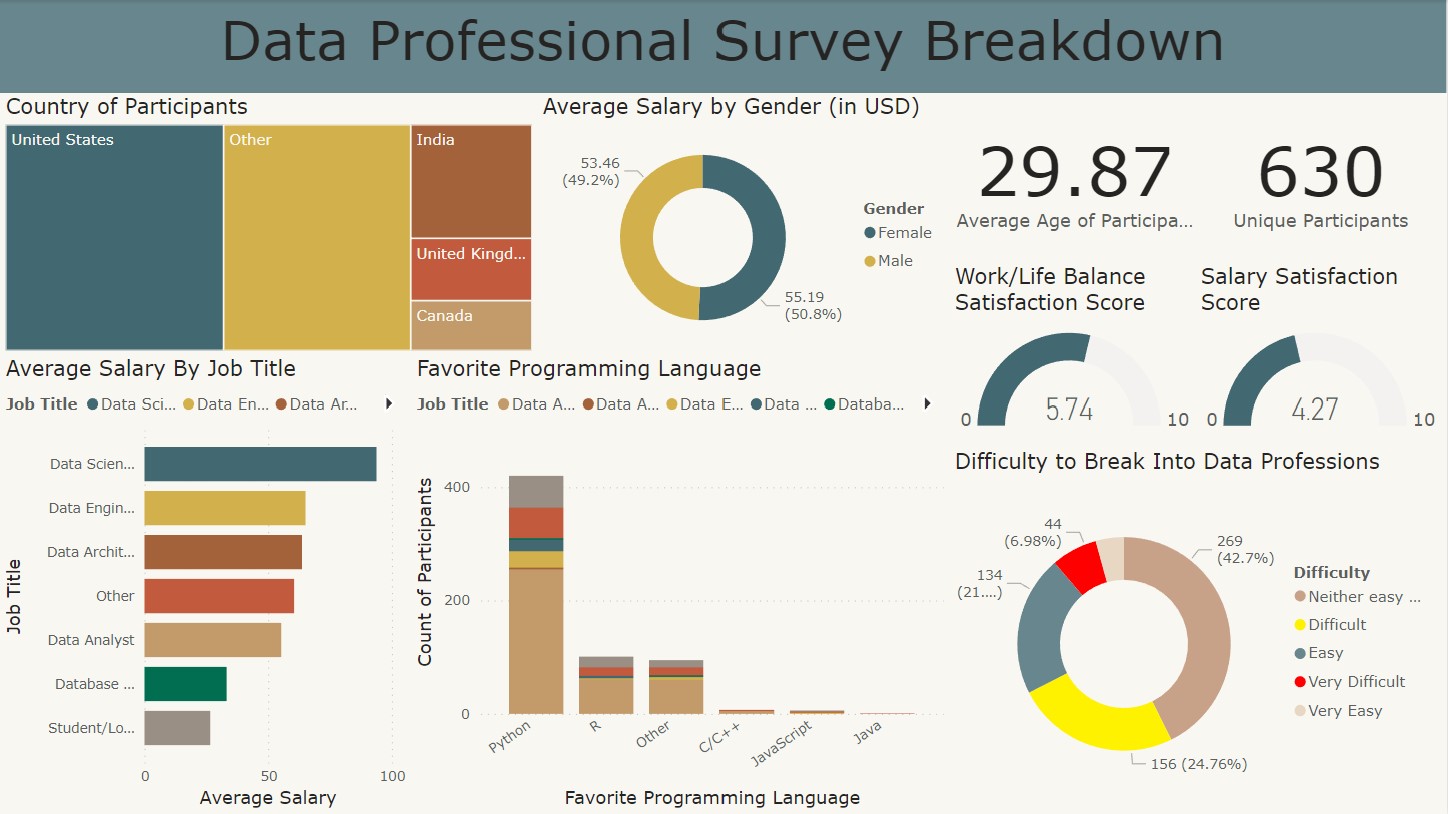 Data Professional Survey Breakdown
Country of Participants
United States
Other
India
United Kingd...
Canada
Average Salary by Gender (in USD)
53.46
(49.2%)
55.19
(50.8%)
Gender
Female
Male
29.87
Average Age of Participa...
630
Unique Participants
Work/Life Balance
Satisfaction Score
0
5.74
10
Salary Satisfaction
Score
0
4.27
10
Average Salary By Job Title
Job Title Data Sci... Data En... Data Ar...
Job Title
Data Scien...
Data Engin...
Data Archit...
Other
Data Analyst
Database ...
Student/Lo...
0 50 100
Average Salary
Favorite Programming Language
Job Title Data A... Data A... Data E... Data ... Databa...
Count of Participants
400
200
0
Python
R
Other
C/C++
JavaScript
Java
Favorite Programming Language
Difficulty to Break Into Data Professions
44
(6.98%)
269
(42.7%)
134
(21....)
156 (24.76%)
Difficulty
Neither easy ...
Difficult
Easy
Very Difficult
Very Easy